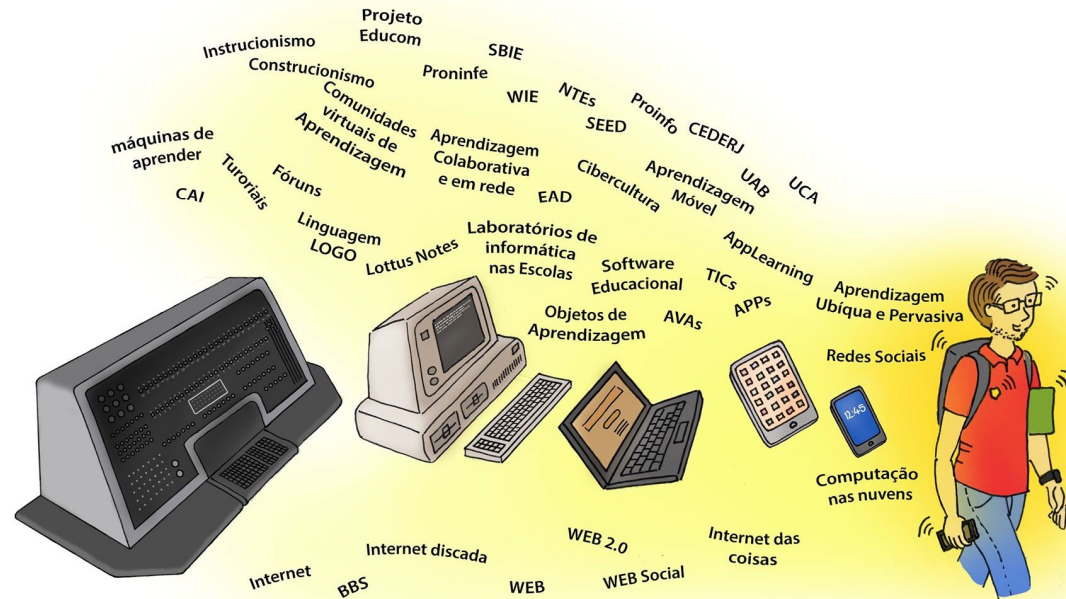 Projeto
Educom
Instrucionismo
SBIE
Construcionismo
Proninfe
WIE
NTEs
SEED
Proinfo
CEDERJ
Comunidades
virtuais de
Aprendizagem
máquinas de
aprender
CAI
Turoriais
Fóruns
Aprendizagem
Colaborativa
e em rede
EAD
Cibercultura
Aprendizagem
Móvel
UAB
UCA
Linguagem
LOGO
Lottus Notes
Laboratórios de
informática
nas Escolas
Software
Educacional
TICs
AppLearning
APPs
Objetos de
Aprendizagem
AVAs
Aprendizagem
Ubíqua e Pervasiva
Redes Sociais
12:45
Computação
nas nuvens
Internet das
coisas
WEB 2.0
Internet discada
Internet
BBS
WEB
WEB Social